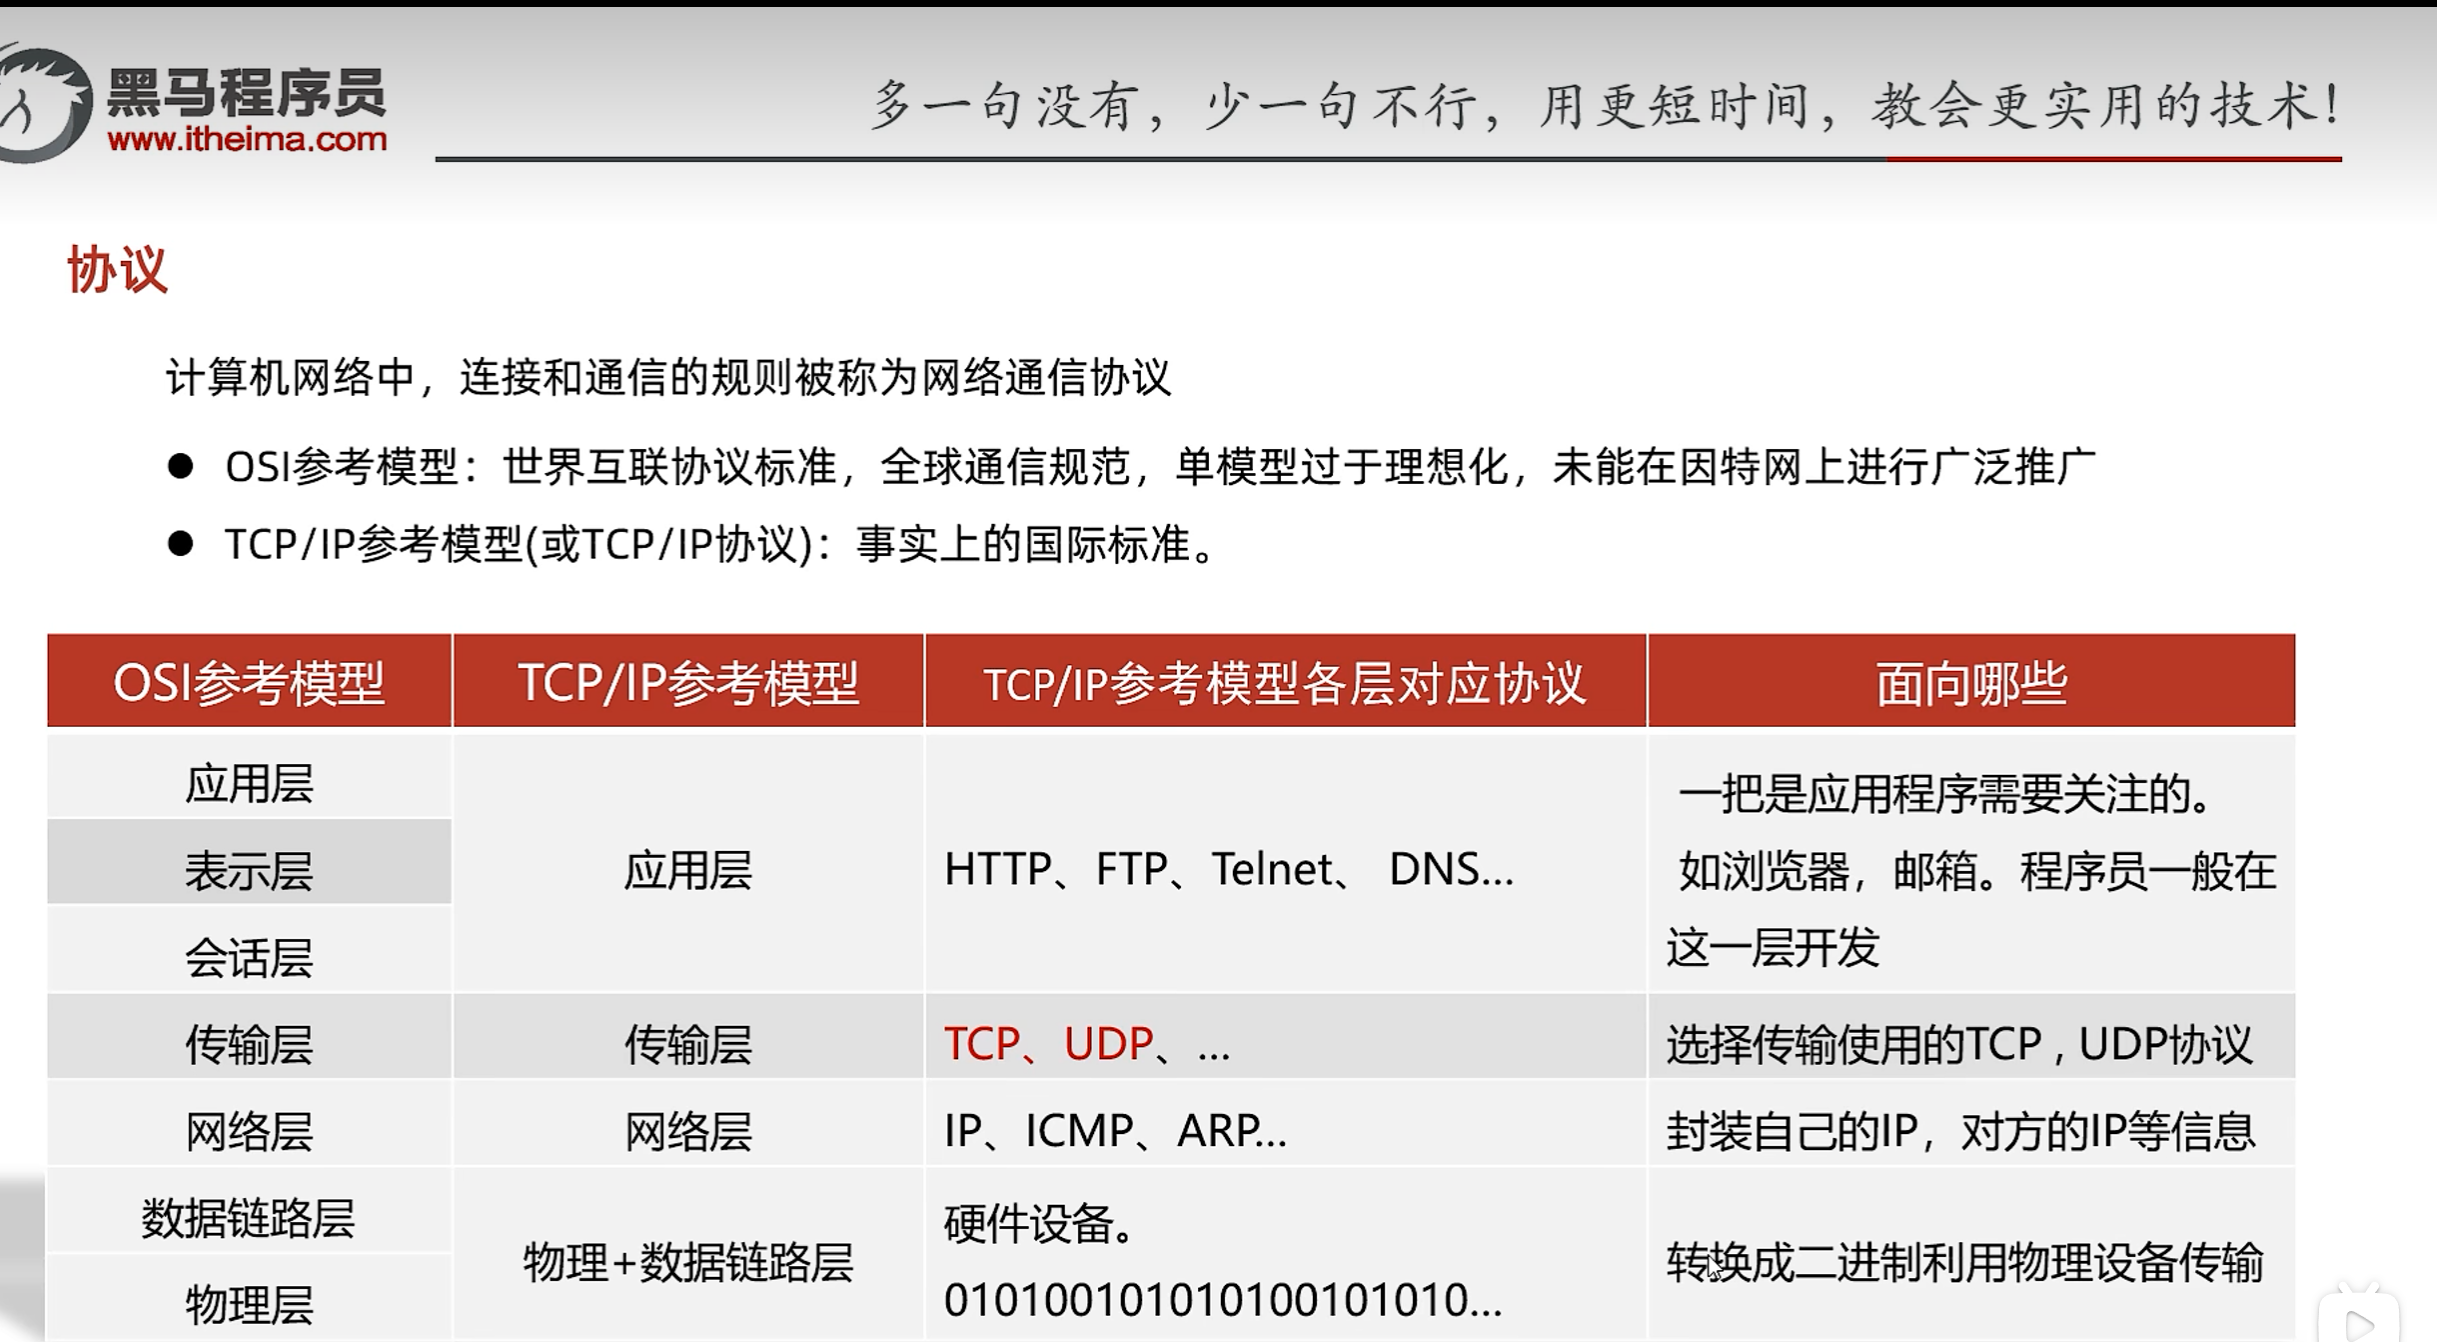 黑马程序员
www.itheima.com
多一句没有，少一句不行，用更短时间，教会更实用的技术！
协议
计算机网络中，连接和通信的规则被称为网络通信协议
● OSI参考模型：世界互联协议标准，全球通信规范，单模型过于理想化，未能在因特网上进行广泛推广
● TCP/IP参考模型(或TCP/IP协议)：事实上的国际标准。
OSI参考模型 TCP/IP参考模型 TCP/IP参考模型各层对应协议 面向哪些
应用层
表示层
会话层
应用层
HTTP、FTP、Telnet、 DNS...
一把是应用程序需要关注的。
如浏览器，邮箱。程序员一般在
这一层开发
传输层 传输层 TCP、UDP、... 选择传输使用的TCP , UDP协议
网络层 网络层 IP、ICMP、ARP... 封装自己的IP，对方的IP等信息
数据链路层
物理层
物理+数据链路层
硬件设备。
010100101010100101010...
转换成二进制利用物理设备传输